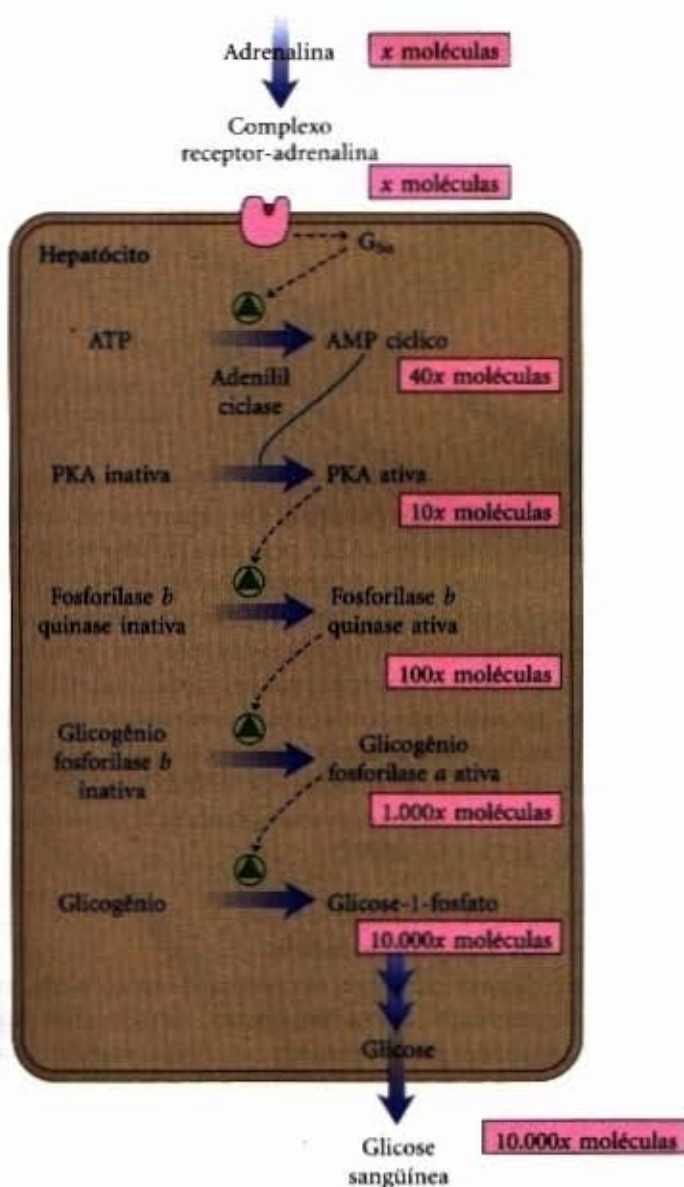 Adrenalina
x moléculas
Complexo
receptor-adrenalina
x moléculas
Hepatócito
GSα
ATP
AMP cíclico
40x moléculas
Adenílil
ciclase
PKA inativa
PKA ativa
10x moléculas
Fosforilase b
quinase inativa
Fosforilase b
quinase ativa
100x moléculas
Glicogênio
fosforilase b
inativa
Glicogênio
fosforilase a ativa
1.000x moléculas
Glicogênio
Glicose-1-fosfato
10.000x moléculas
Glicose
Glicose
sangüínea
10.000x moléculas